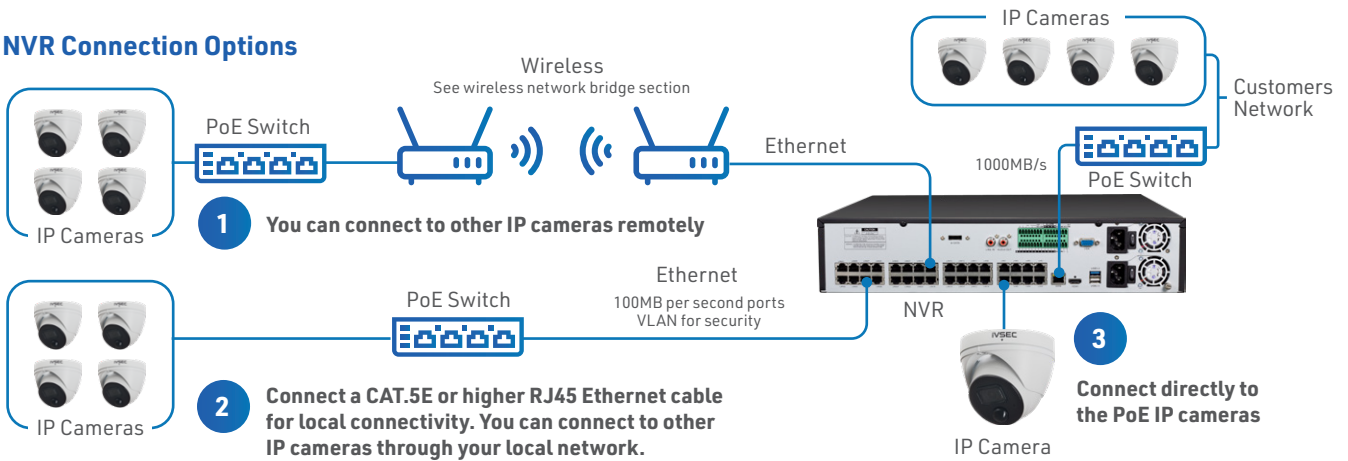 NVR Connection Options
IP Cameras
Wireless
See wireless network bridge section
Customers
Network
PoE Switch
Ethernet
1000MB/s
PoE Switch
1
You can connect to other IP cameras remotely
IP Cameras
Ethernet
100MB per second ports
VLAN for security
PoE Switch
NVR
IVSEC
3
Connect directly to
the PoE IP cameras
2
Connect a CAT.5E or higher RJ45 Ethernet cable
for local connectivity. You can connect to other
IP cameras through your local network.
IP Cameras
IP Camera